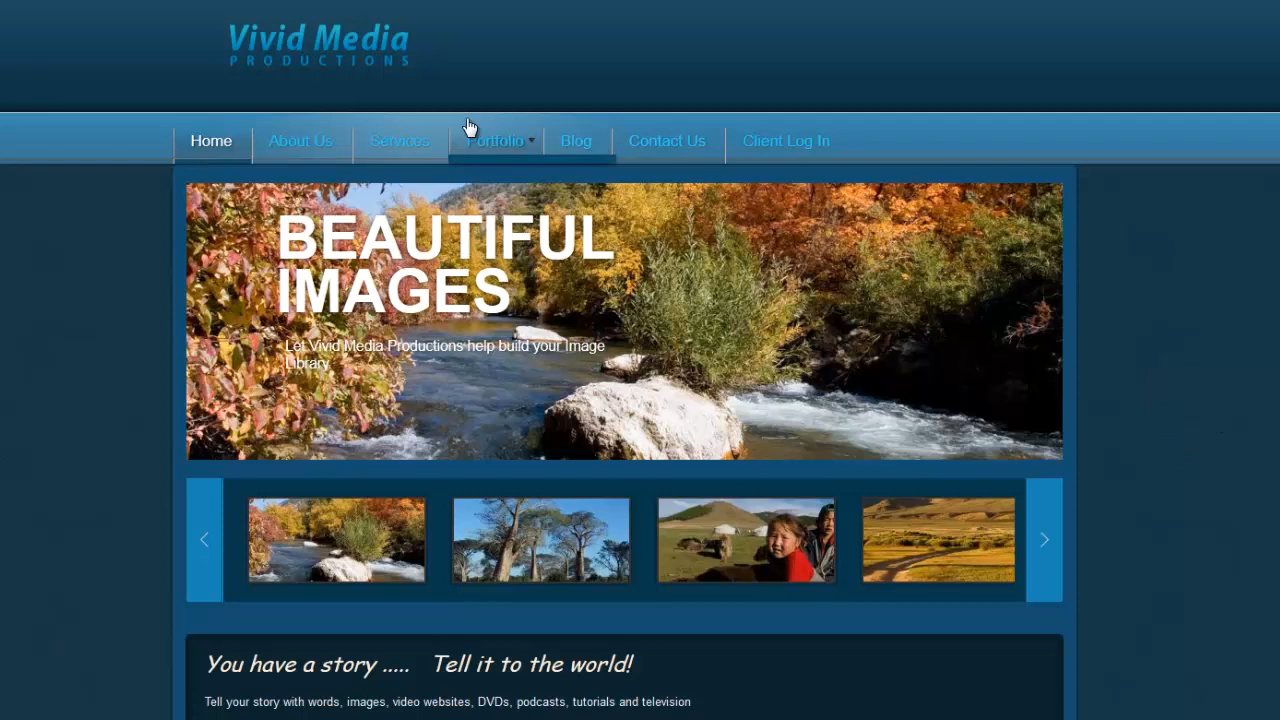 Vivid Media
PRODUCTIONS
Home About Us Services Portfolio Blog Contact Us Client Log In
BEAUTIFUL
IMAGES
Let Vivid Media Productions help build your Image
Library
You have a story ..... Tell it to the world!
Tell your story with words, images, video websites, DVDs, podcasts, tutorials and television